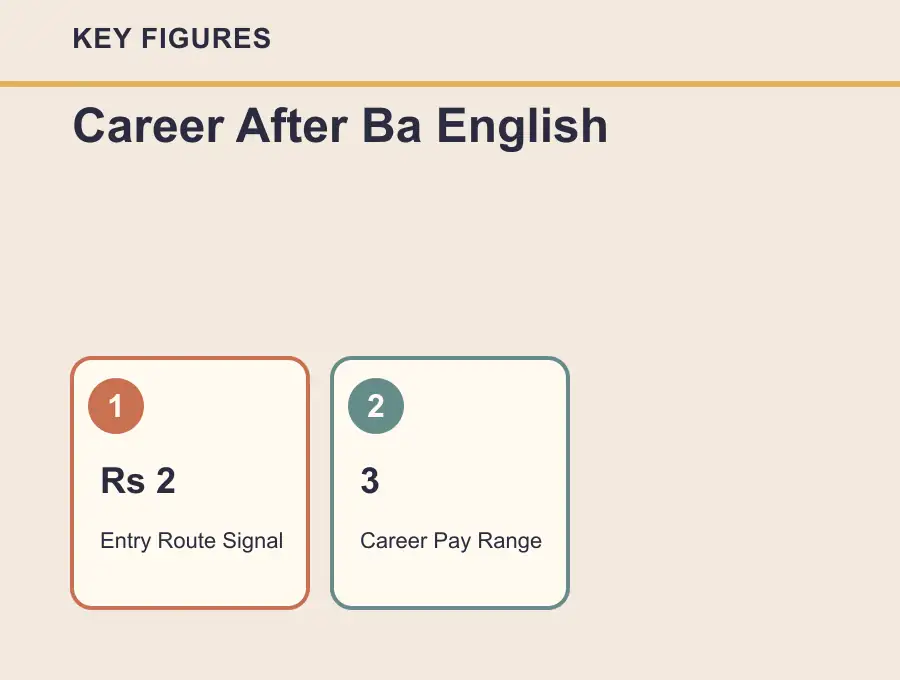 KEY FIGURES
Career After Ba English
1
Rs 2
Entry Route Signal
2
3
Career Pay Range